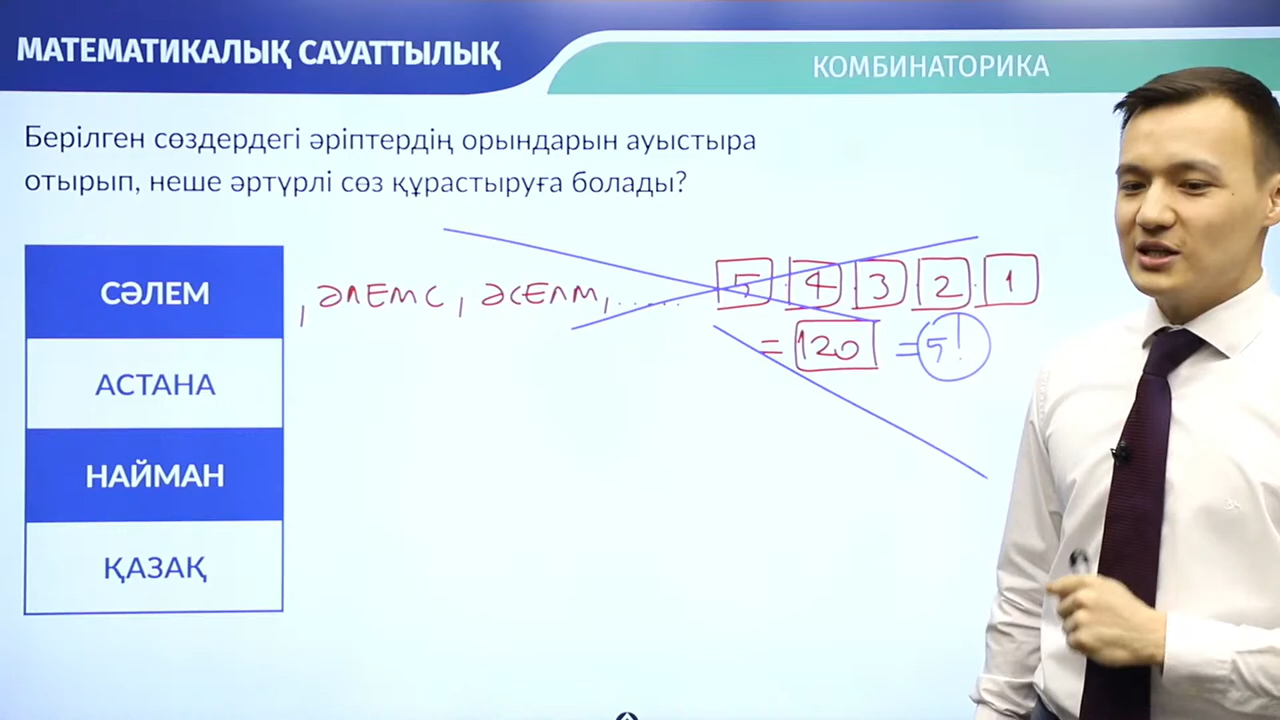 МАТЕМАТИКАЛЫҚ САУАТТЫЛЫҚ
КОМБИНАТОРИКА
Берілген сөздердегі әріптердің орындарын ауыстыра
отырып, неше әртүрлі сөз құрастыруға болады?
СӘЛЕМ
, ӘЛЕМС, ӘСЕЛМ, ......
5 · 4 · 3 · 2 · 1
= 120 = 5!
АСТАНА
НАЙМАН
ҚАЗАҚ